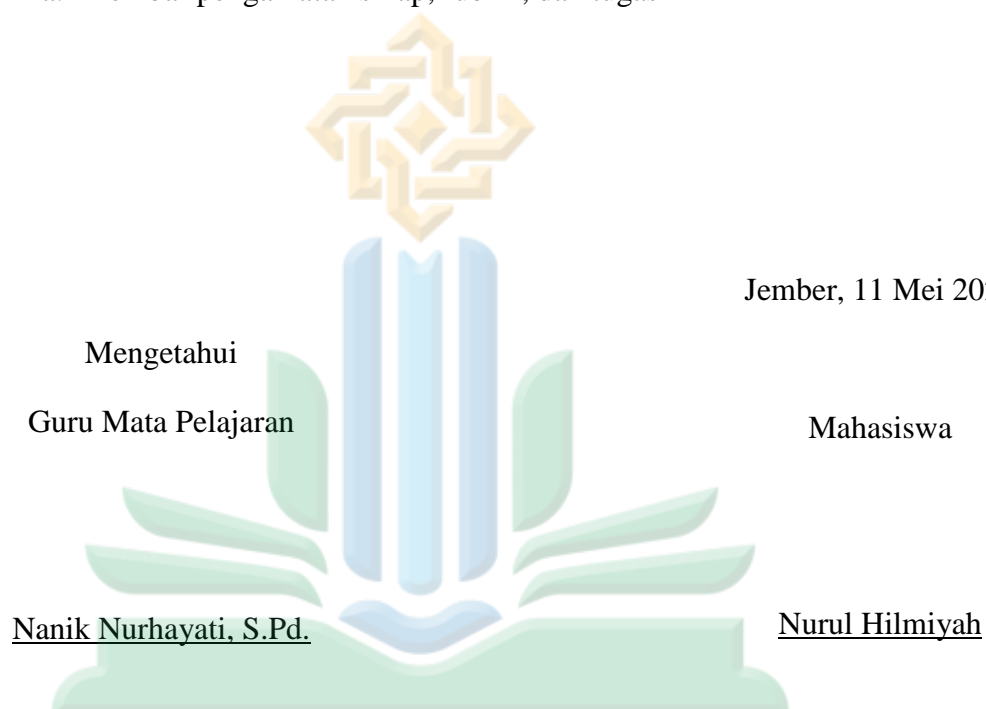 Jember, 11 Mei 20
Mengetahui
Guru Mata Pelajaran
Mahasiswa
Nanik Nurhayati, S.Pd.
Nurul Hilmiyah